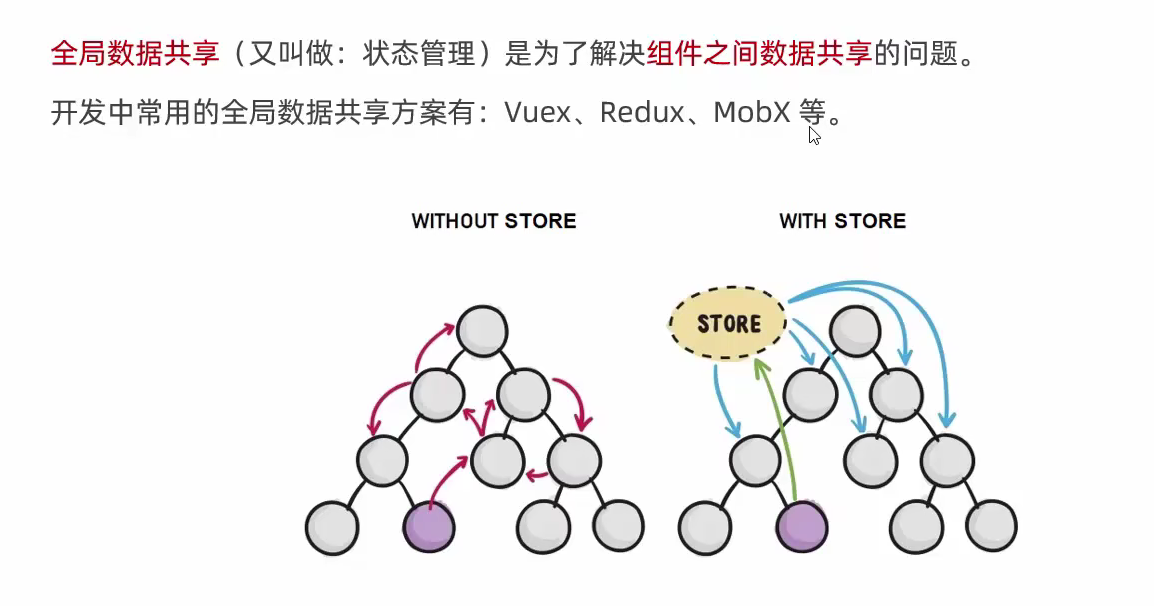 全局数据共享（又叫做：状态管理）是为了解决组件之间数据共享的问题。
开发中常用的全局数据共享方案有：Vuex、Redux、MobX 等。
WITHOUT STORE
WITH STORE
STORE